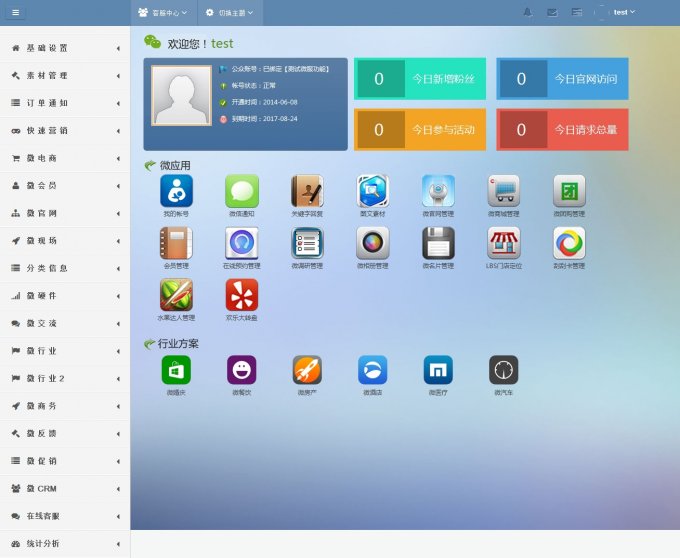 客服中心
切换主题
test
基础设置
素材管理
订单通知
快速营销
微电商
微会员
微官网
微现场
分类信息
微硬件
微交流
微行业
微行业2
微商务
微反馈
微促销
微CRM
在线客服
统计分析
欢迎您！test
公众账号：已绑定【测试微服功能】
帐号状态：正常
开通时间：2014-06-08
到期时间：2017-08-24
0 今日新增粉丝
0 今日官网访问
0 今日参与活动
0 今日请求总量
微应用
我的帐号
微信通知
关键字回复
图文素材
微官网管理
微商城管理
微团购管理
会员管理
在线预约管理
微调研管理
微相册管理
微名片管理
LBS门店定位
刮刮卡管理
水果达人管理
欢乐大转盘
行业方案
微婚庆
微餐饮
微房产
微酒店
微医疗
微汽车